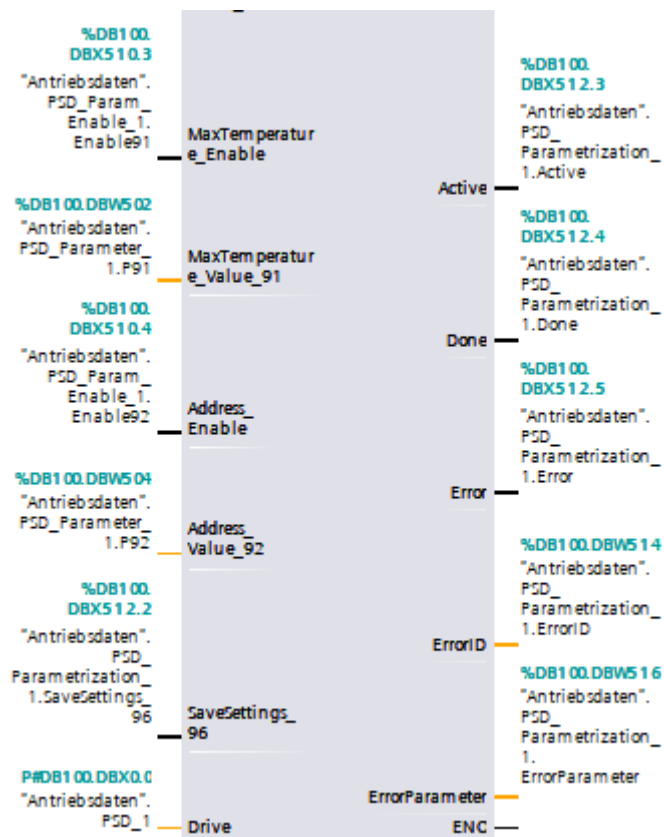 %DB100.
DBX510.3
"Antriebsdaten".
PSD_Param_
Enable_1.
Enable91
MaxTemperatur
e_Enable
%DB100.DBW502
"Antriebsdaten".
PSD_Parameter_
1.P91
MaxTemperatur
e_Value_91
%DB100.
DBX510.4
"Antriebsdaten".
PSD_Param_
Enable_1.
Enable92
Address_
Enable
%DB100.DBW504
"Antriebsdaten".
PSD_Parameter_
1.P92
Address_
Value_92
%DB100.
DBX512.2
"Antriebsdaten".
PSD_
Parametrization_
1.SaveSettings_
96
SaveSettings_
96
P#DB100.DBX0.0
"Antriebsdaten".
PSD_1
Drive
%DB100.
DBX512.3
"Antriebsdaten".
PSD_
Parametrization_
1.Active
Active
%DB100.
DBX512.4
"Antriebsdaten".
PSD_
Parametrization_
1.Done
Done
%DB100.
DBX512.5
"Antriebsdaten".
PSD_
Parametrization_
1.Error
Error
%DB100.DBW514
"Antriebsdaten".
PSD_
Parametrization_
1.ErrorID
ErrorID
%DB100.DBW516
"Antriebsdaten".
PSD_
Parametrization_
1.
ErrorParameter
ErrorParameter
ENO